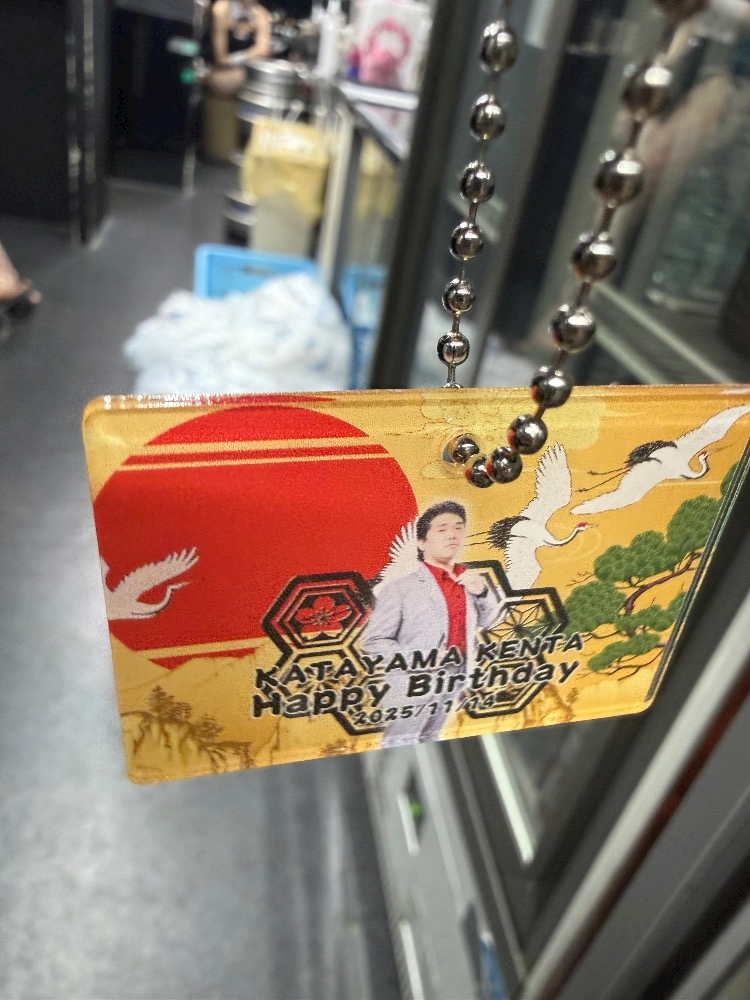 KATAYAMA KENTA
Happy Birthday
2025/11/14